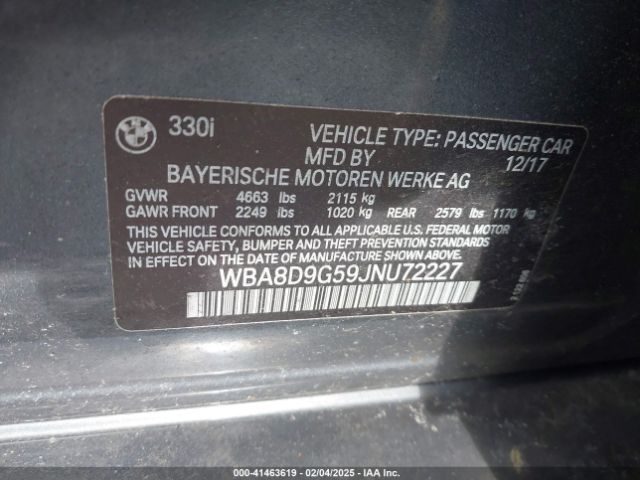 330i
VEHICLE TYPE: PASSENGER CAR
MFD BY 12/17
BAYERISCHE MOTOREN WERKE AG
GVWR 4663 lbs 2115 kg
GAWR FRONT 2249 lbs 1020 kg REAR 2579 lbs 1170 kg
THIS VEHICLE CONFORMS TO ALL APPLICABLE U.S. FEDERAL MOTOR
VEHICLE SAFETY, BUMPER AND THEFT PREVENTION STANDARDS
IN EFFECT ON THE DATE OF MANUFACTURE SHOWN ABOVE.
WBA8D9G59JNU72227
000-41463619 - 02/04/2025 - IAA Inc.